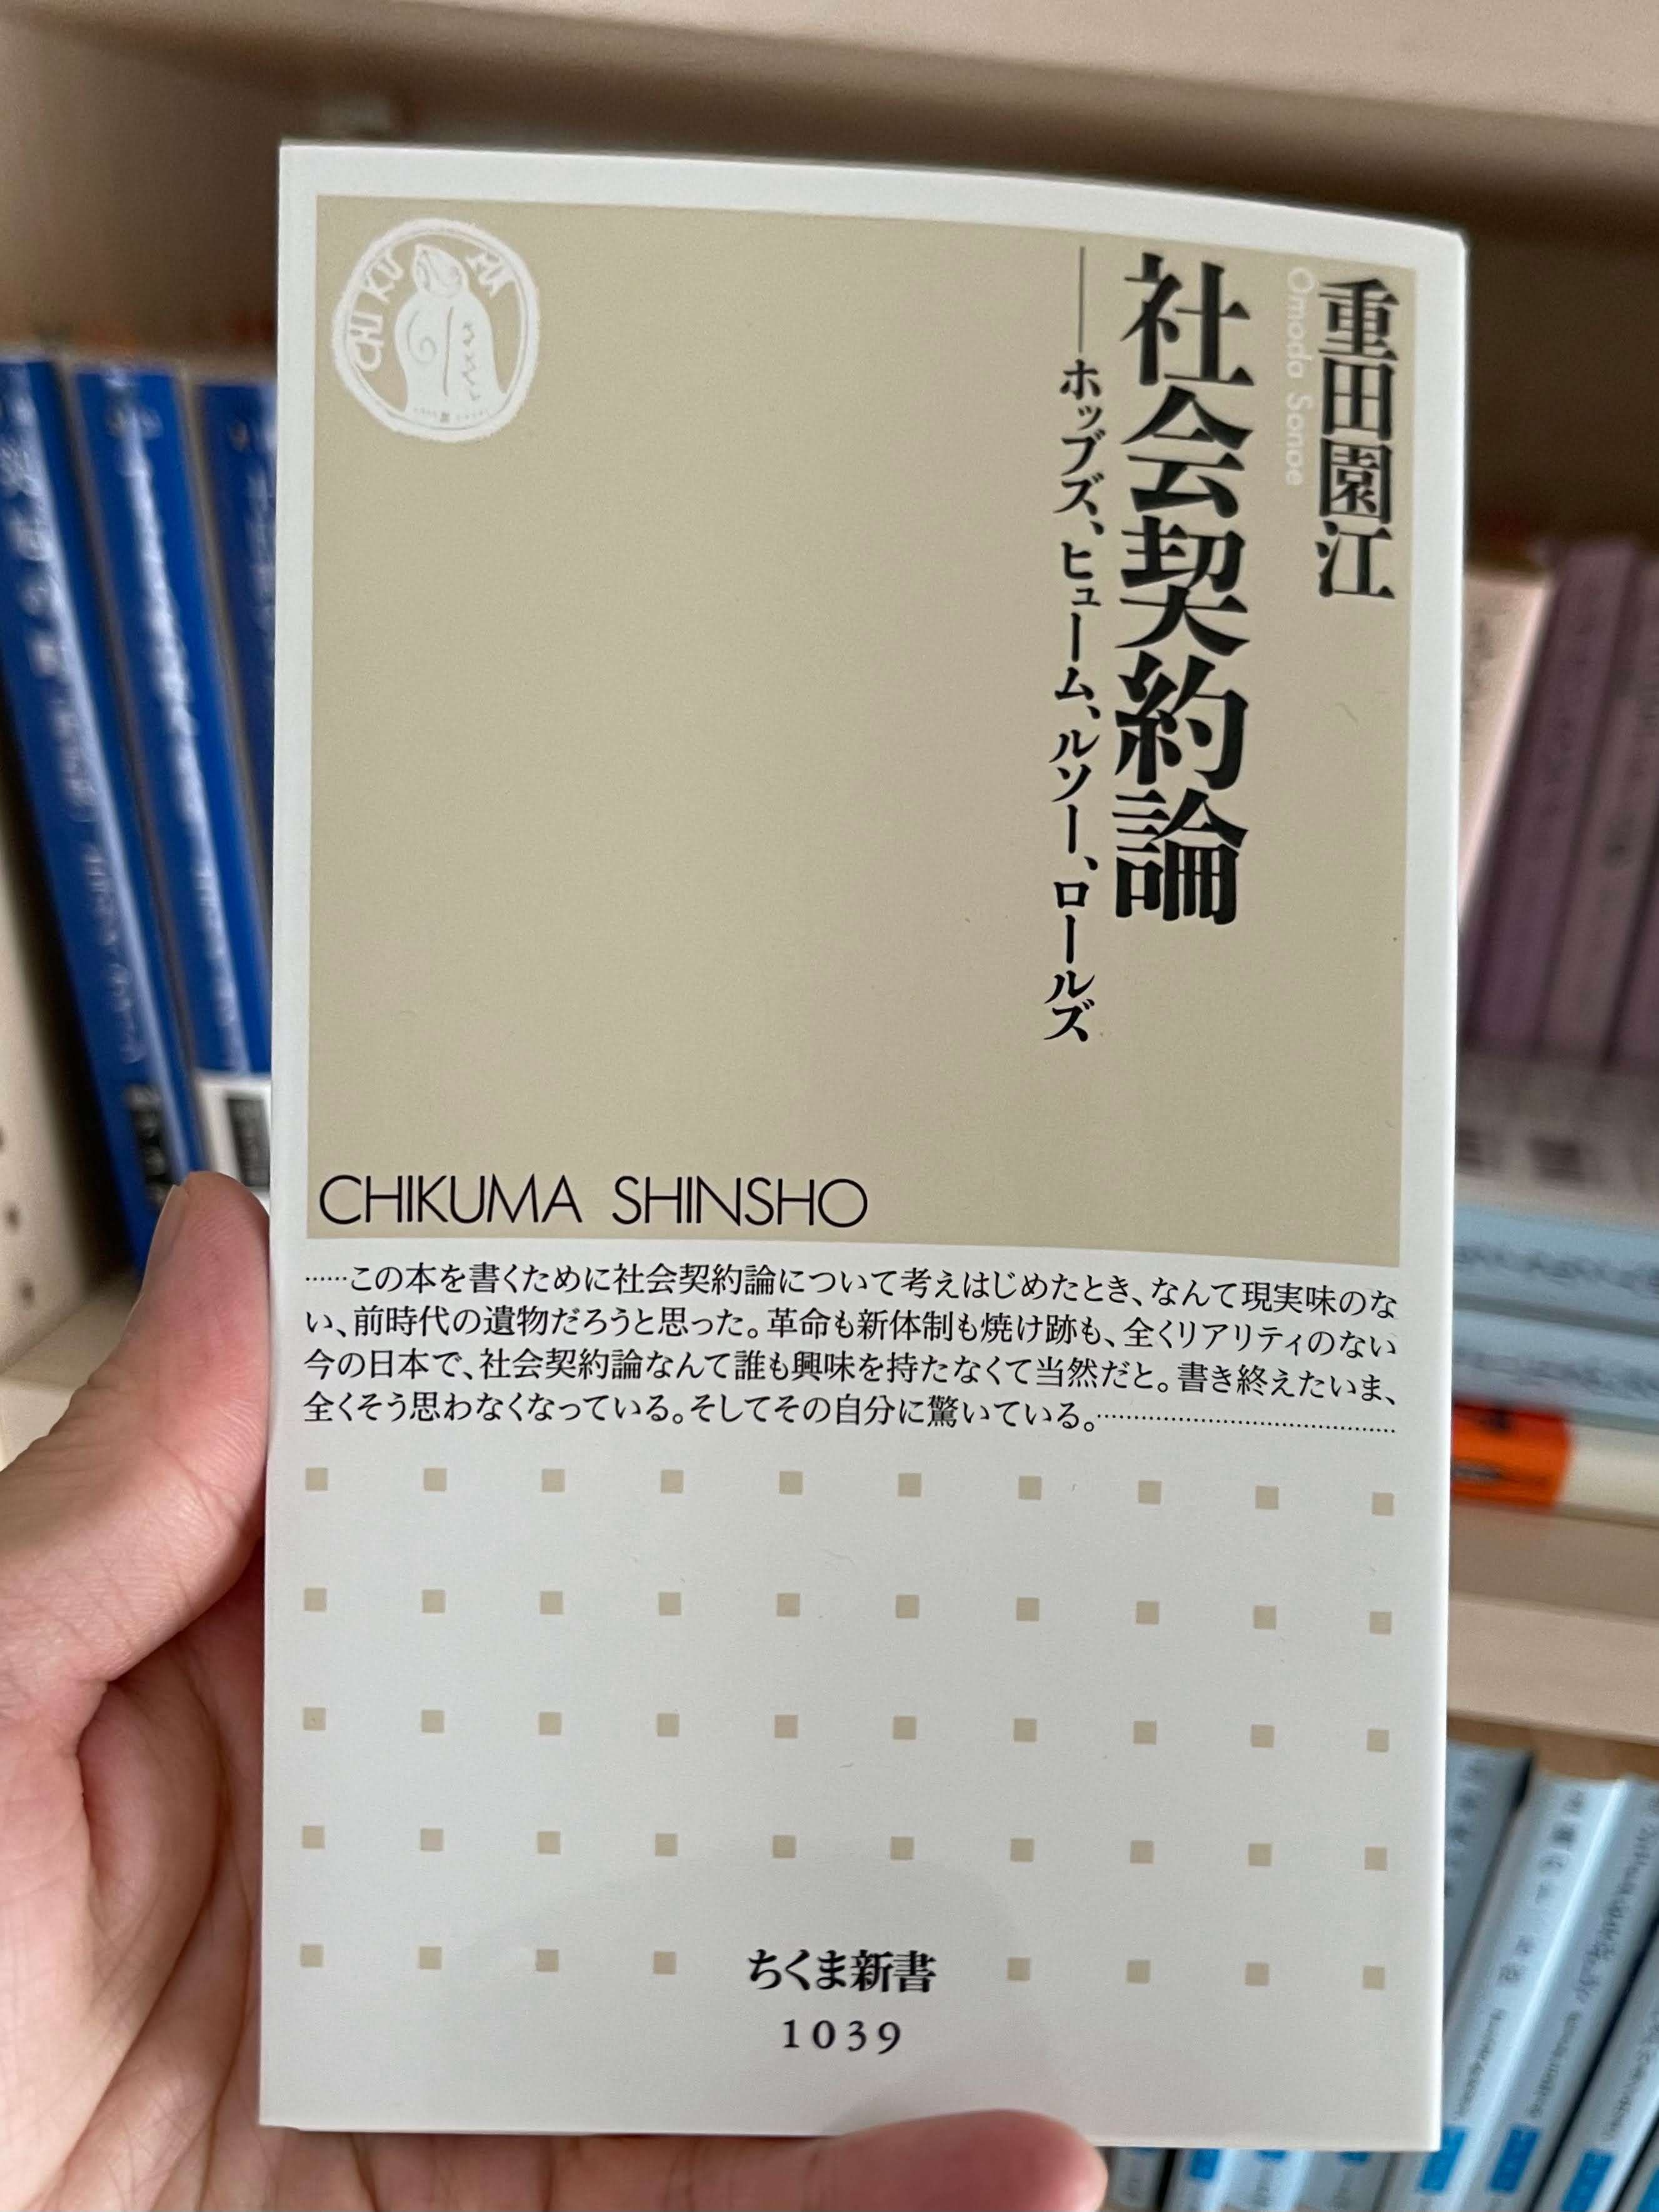 重田園江
Omoda Sonoe
社会契約論
──ホッブズ、ヒューム、ルソー、ロールズ
CHIKUMA
CHIKUMA SHINSHO
……この本を書くために社会契約論について考えはじめたとき、なんて現実味のな
い、前時代の遺物だろうと思った。革命も新体制も焼け跡も、全くリアリティのない
今の日本で、社会契約論なんて誰も興味を持たなくて当然だと。書き終えたいま、
全くそう思わなくなっている。そしてその自分に驚いている。……………………………
ちくま新書
1039